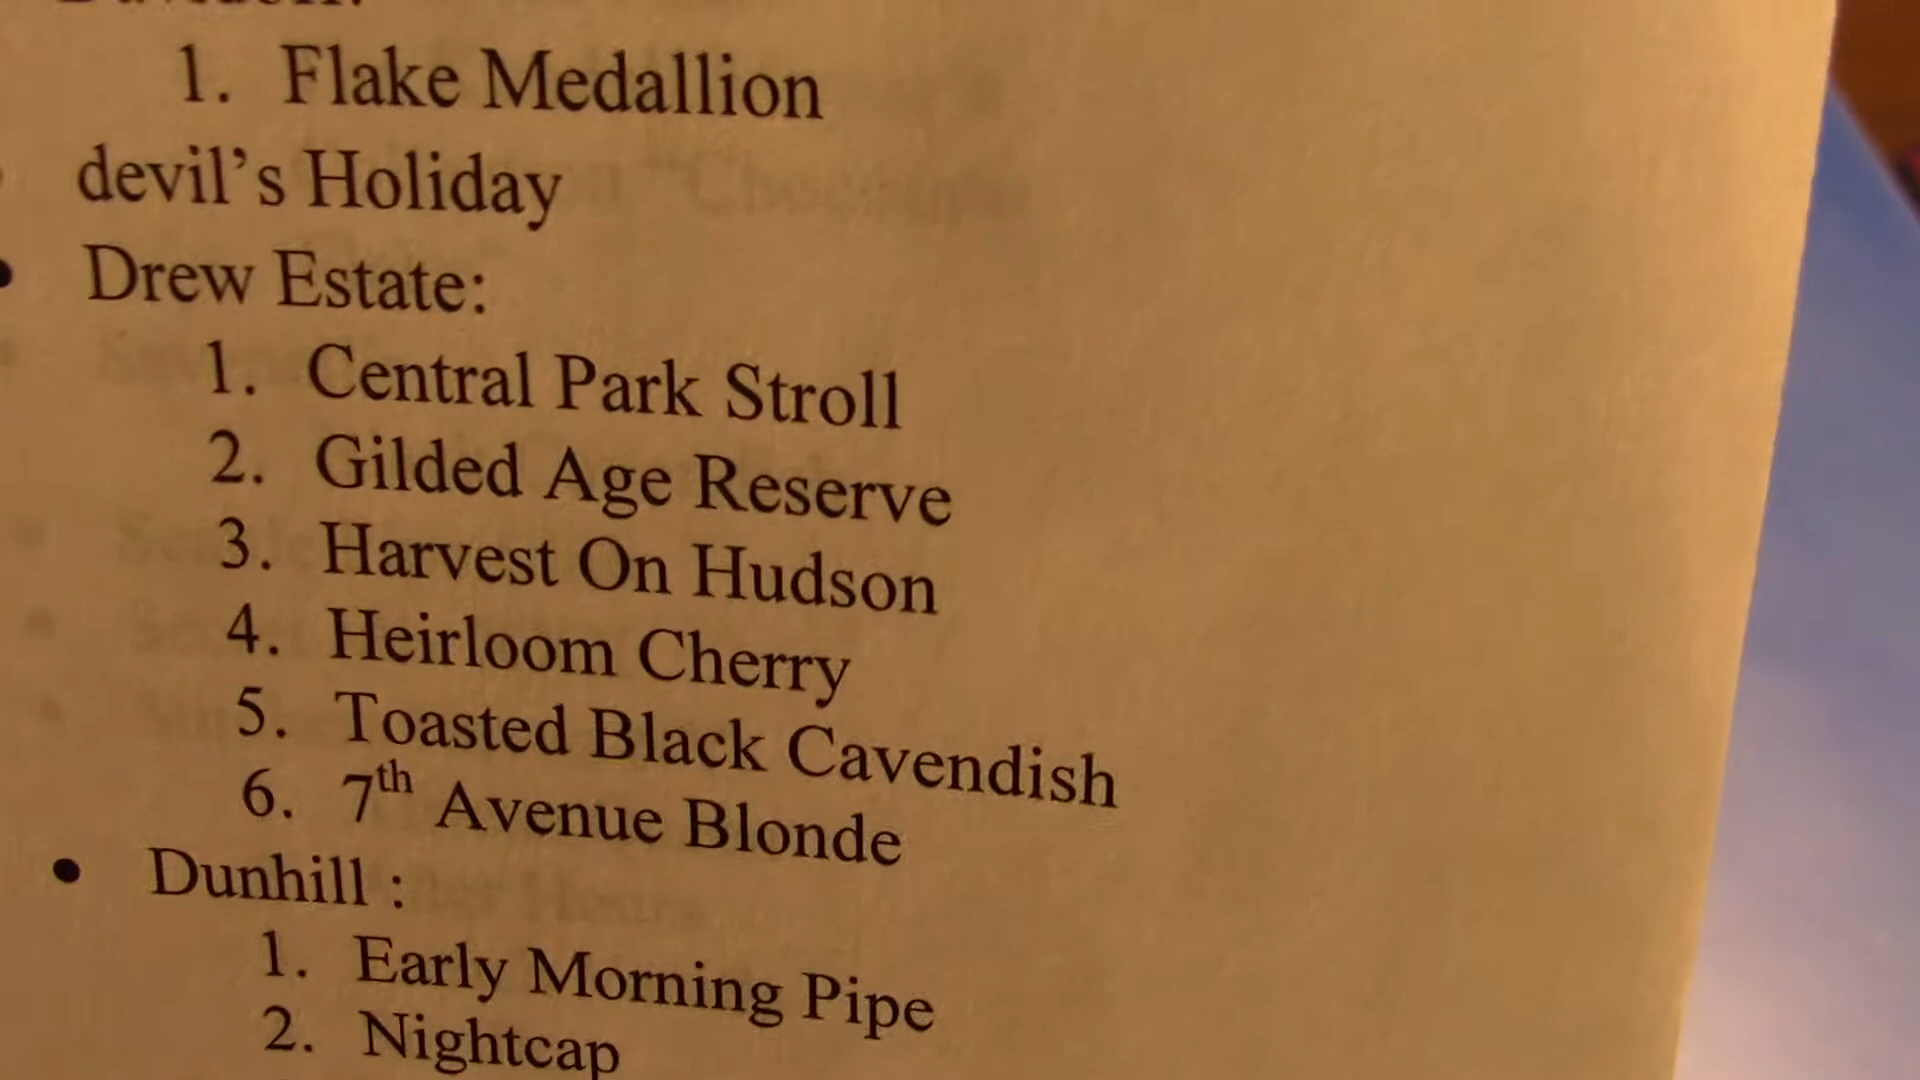 1. Flake Medallion
devil's Holiday
• Drew Estate:
1. Central Park Stroll
2. Gilded Age Reserve
3. Harvest On Hudson
4. Heirloom Cherry
5. Toasted Black Cavendish
6. 7th Avenue Blonde
• Dunhill :
1. Early Morning Pipe
2. Nightcap